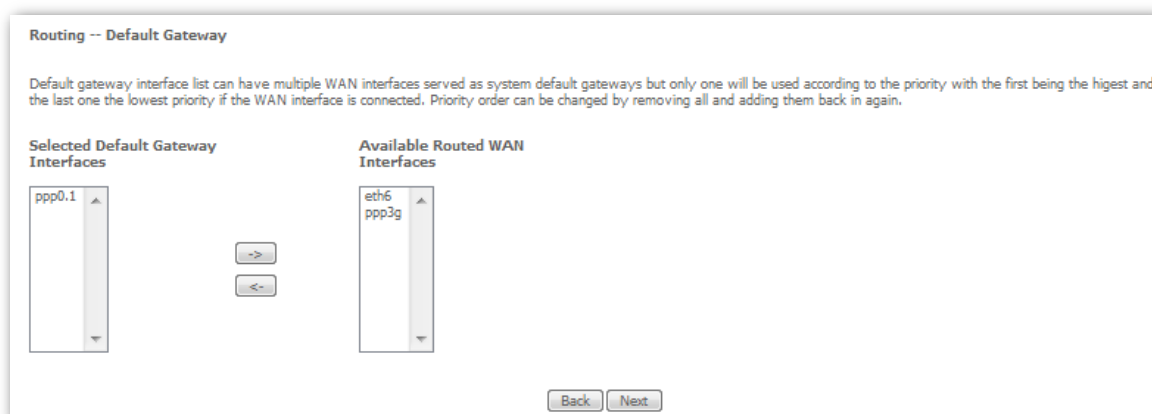 Routing -- Default Gateway
Default gateway interface list can have multiple WAN interfaces served as system default gateways but only one will be used according to the priority with the first being the higest and
the last one the lowest priority if the WAN interface is connected. Priority order can be changed by removing all and adding them back in again.
Selected Default Gateway
Interfaces
Available Routed WAN
Interfaces
ppp0.1
eth6
ppp3g
->
<-
Back
Next